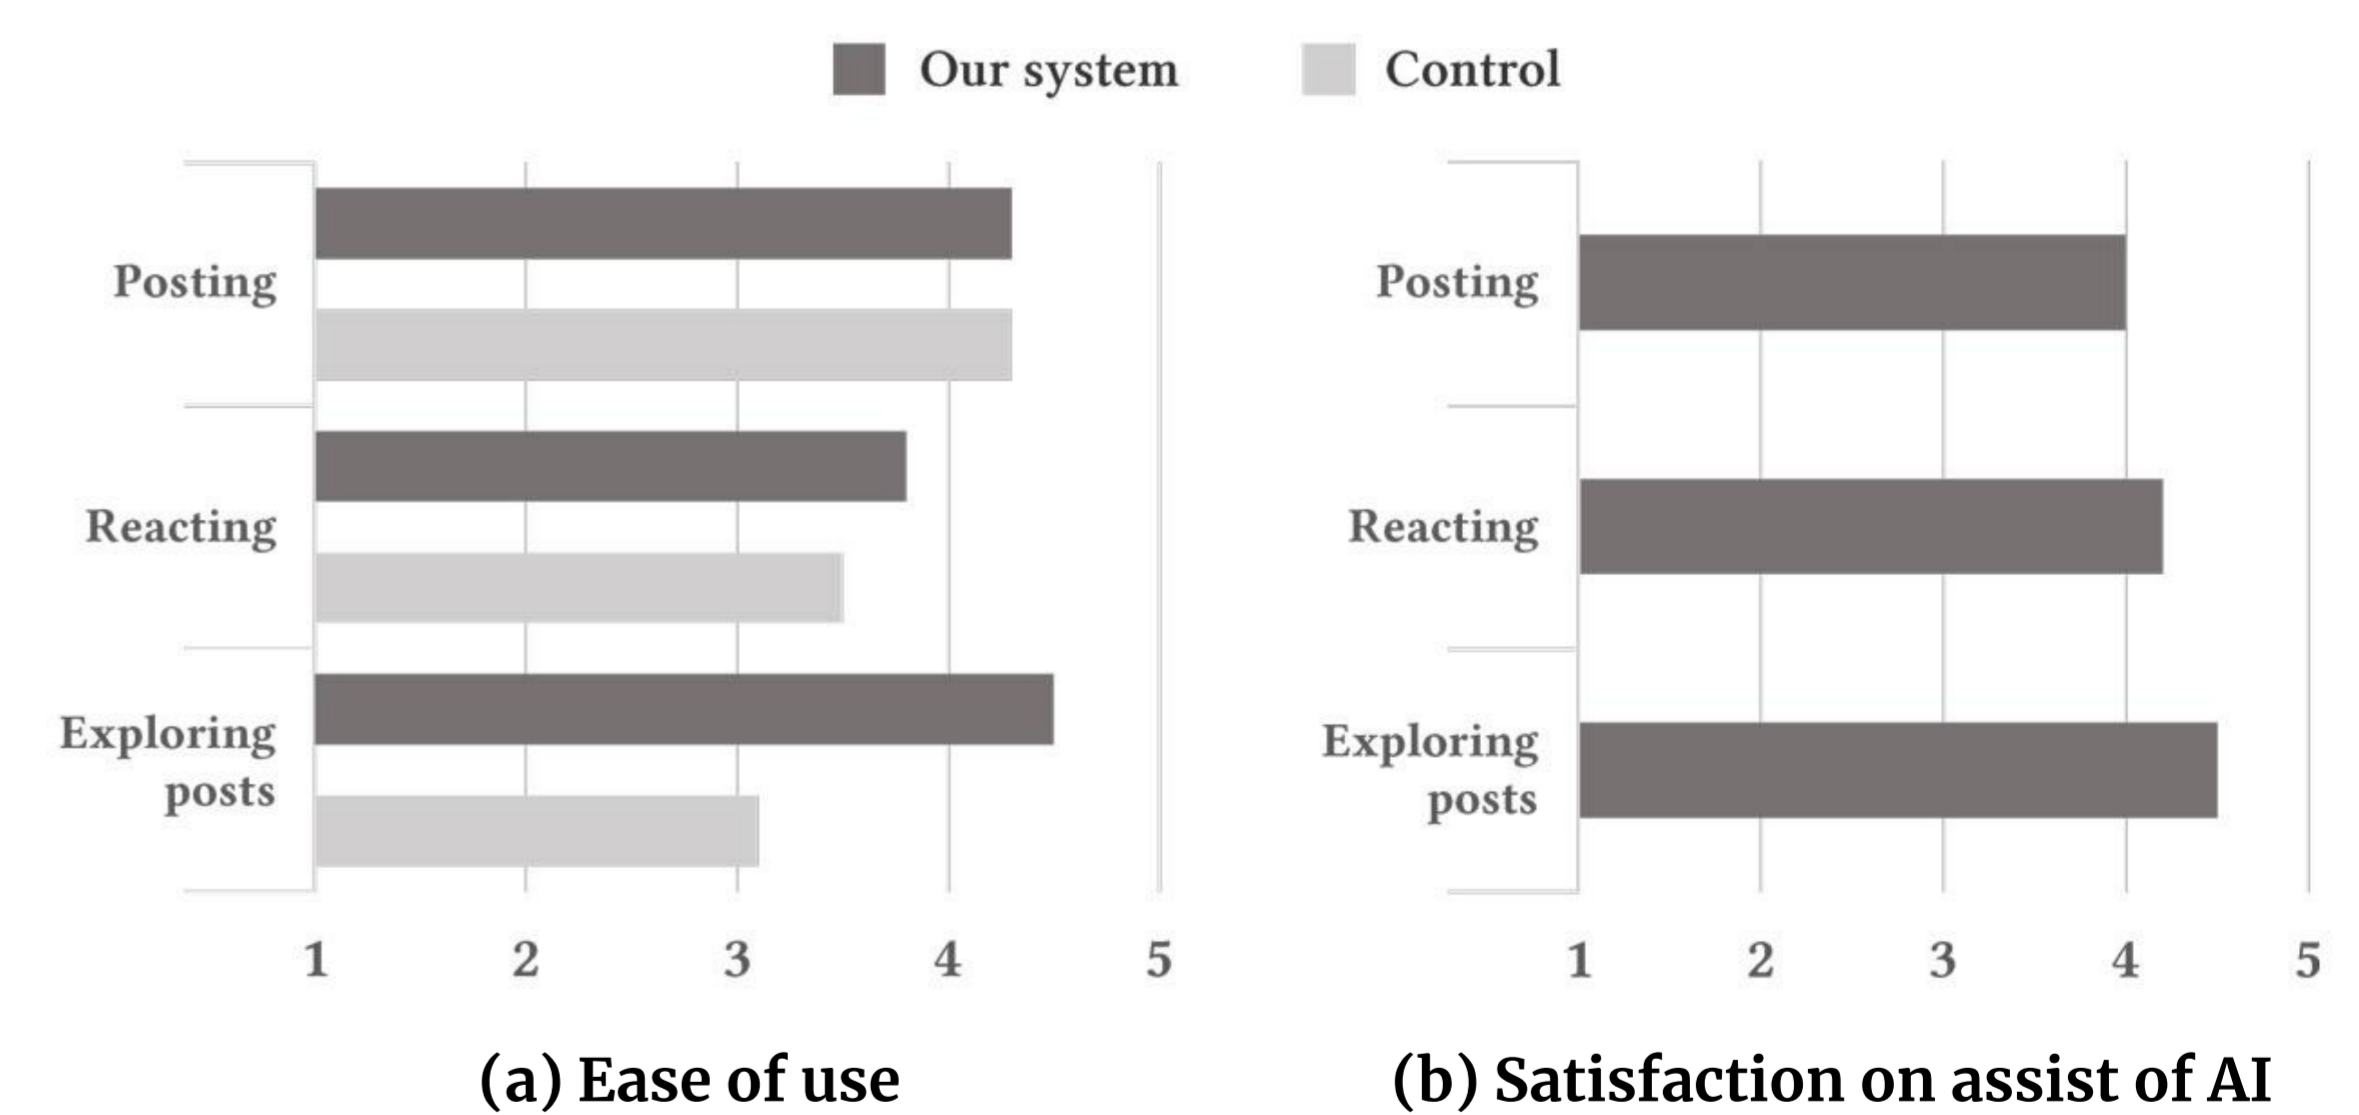 Our system
Control
Posting
Reacting
Exploring
posts
1 2 3 4 5
(a) Ease of use
Posting
Reacting
Exploring
posts
1 2 3 4 5
(b) Satisfaction on assist of AI